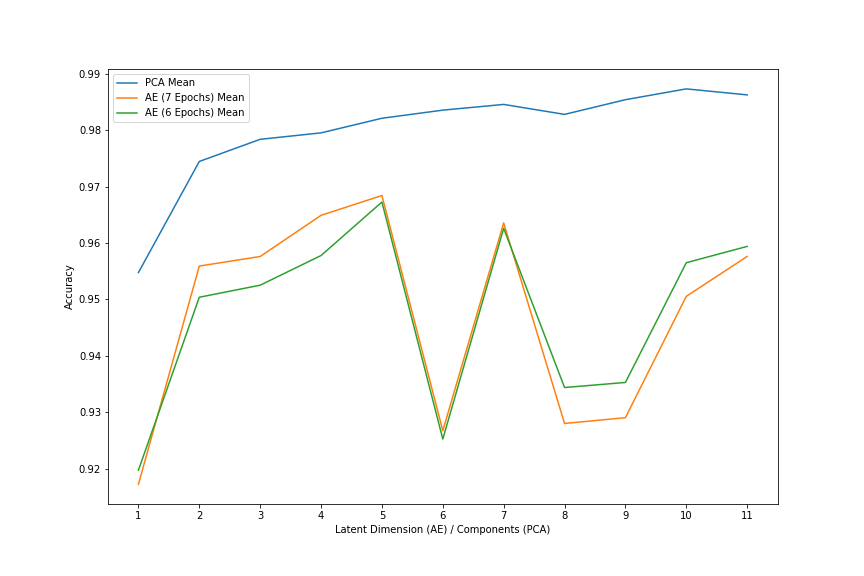 0.99
0.98
0.97
0.96
0.95
0.94
0.93
0.92
Accuracy
PCA Mean
AE (7 Epochs) Mean
AE (6 Epochs) Mean
1 2 3 4 5 6 7 8 9 10 11
Latent Dimension (AE) / Components (PCA)